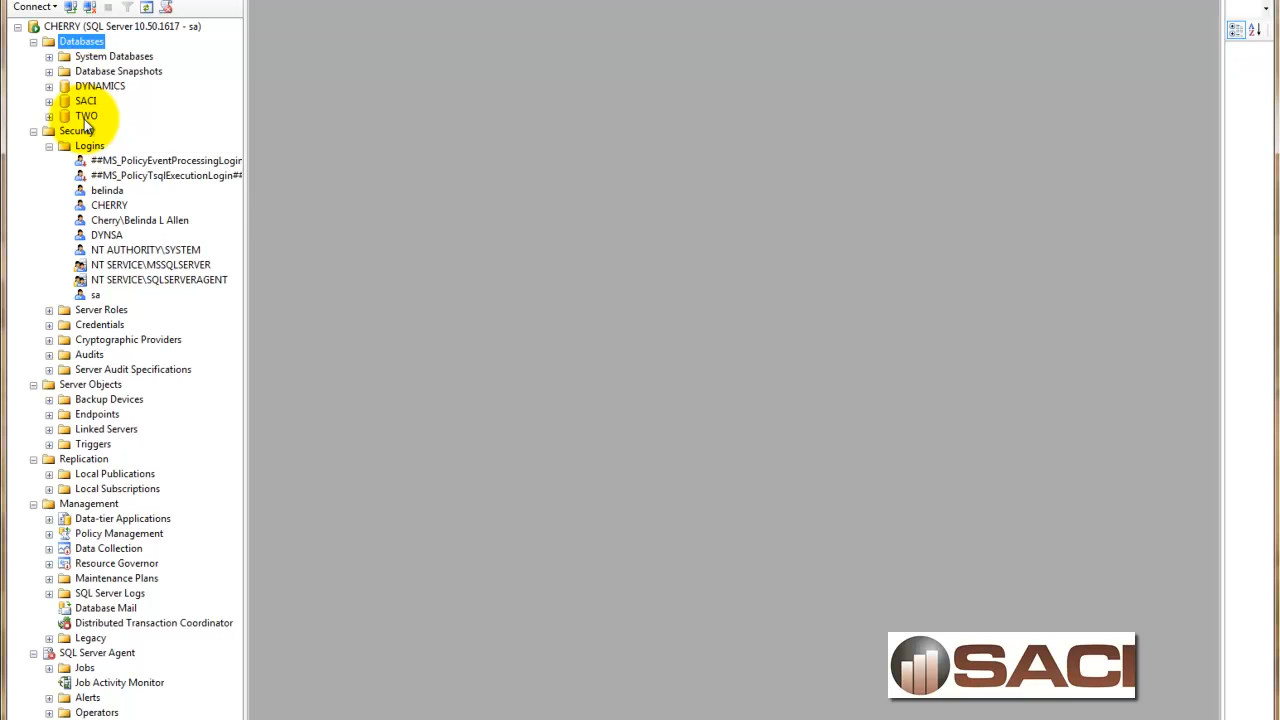 Connect
CHERRY (SQL Server 10.50.1617 - sa)
Databases
System Databases
Database Snapshots
DYNAMICS
SACI
TWO
Security
Logins
##MS_PolicyEventProcessingLogin
##MS_PolicyTsqlExecutionLogin##
belinda
CHERRY
Cherry\Belinda L Allen
DYNSA
NT AUTHORITY\SYSTEM
NT SERVICE\MSSQLSERVER
NT SERVICE\SQLSERVERAGENT
sa
Server Roles
Credentials
Cryptographic Providers
Audits
Server Audit Specifications
Server Objects
Backup Devices
Endpoints
Linked Servers
Triggers
Replication
Local Publications
Local Subscriptions
Management
Data-tier Applications
Policy Management
Data Collection
Resource Governor
Maintenance Plans
SQL Server Logs
Database Mail
Distributed Transaction Coordinator
Legacy
SQL Server Agent
Jobs
Job Activity Monitor
Alerts
Operators
SACI